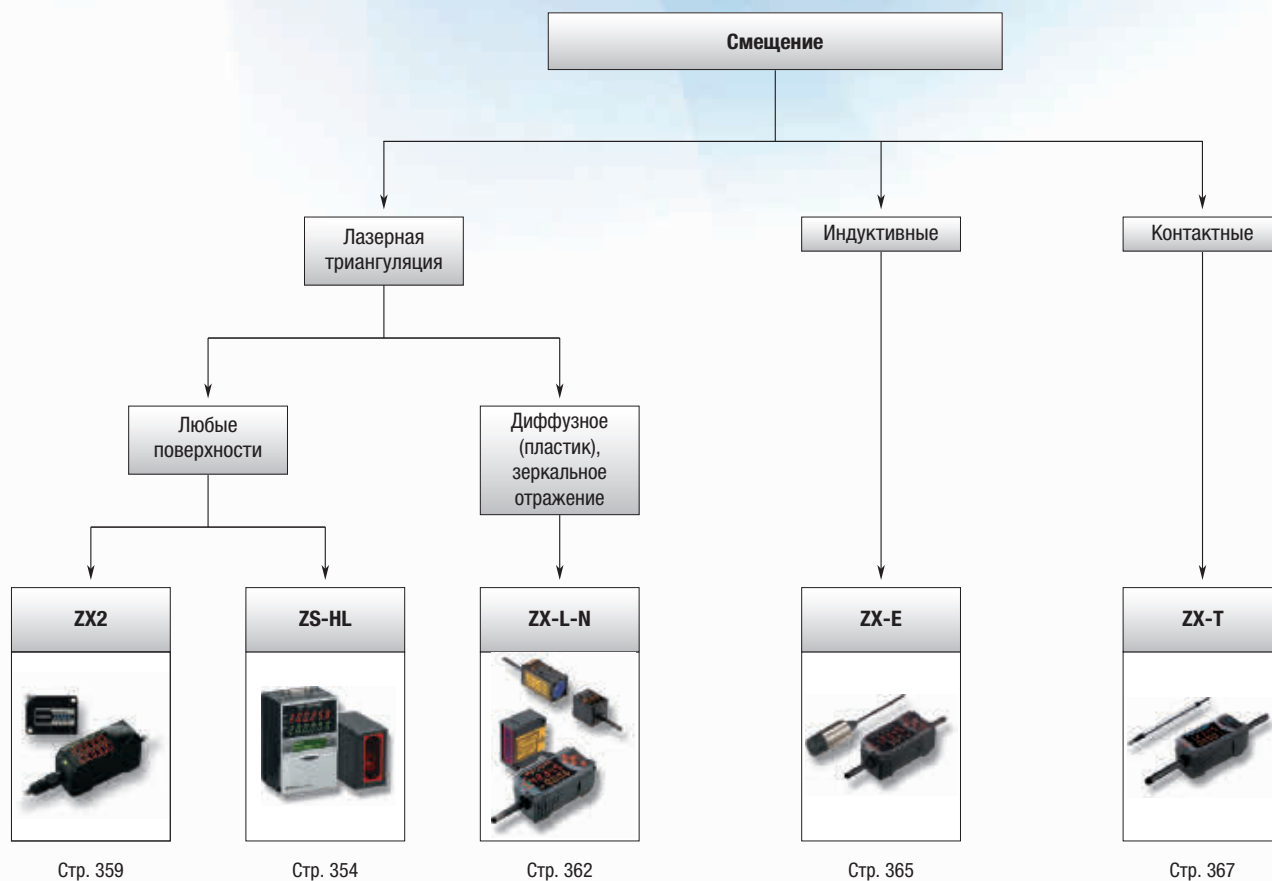 Смещение
Лазерная
триангуляция
Индуктивные
Контактные
Любые
поверхности
Диффузное
(пластик),
зеркальное
отражение
ZX2
ZS-HL
ZX-L-N
ZX-E
ZX-T
Стр. 359
Стр. 354
Стр. 362
Стр. 365
Стр. 367